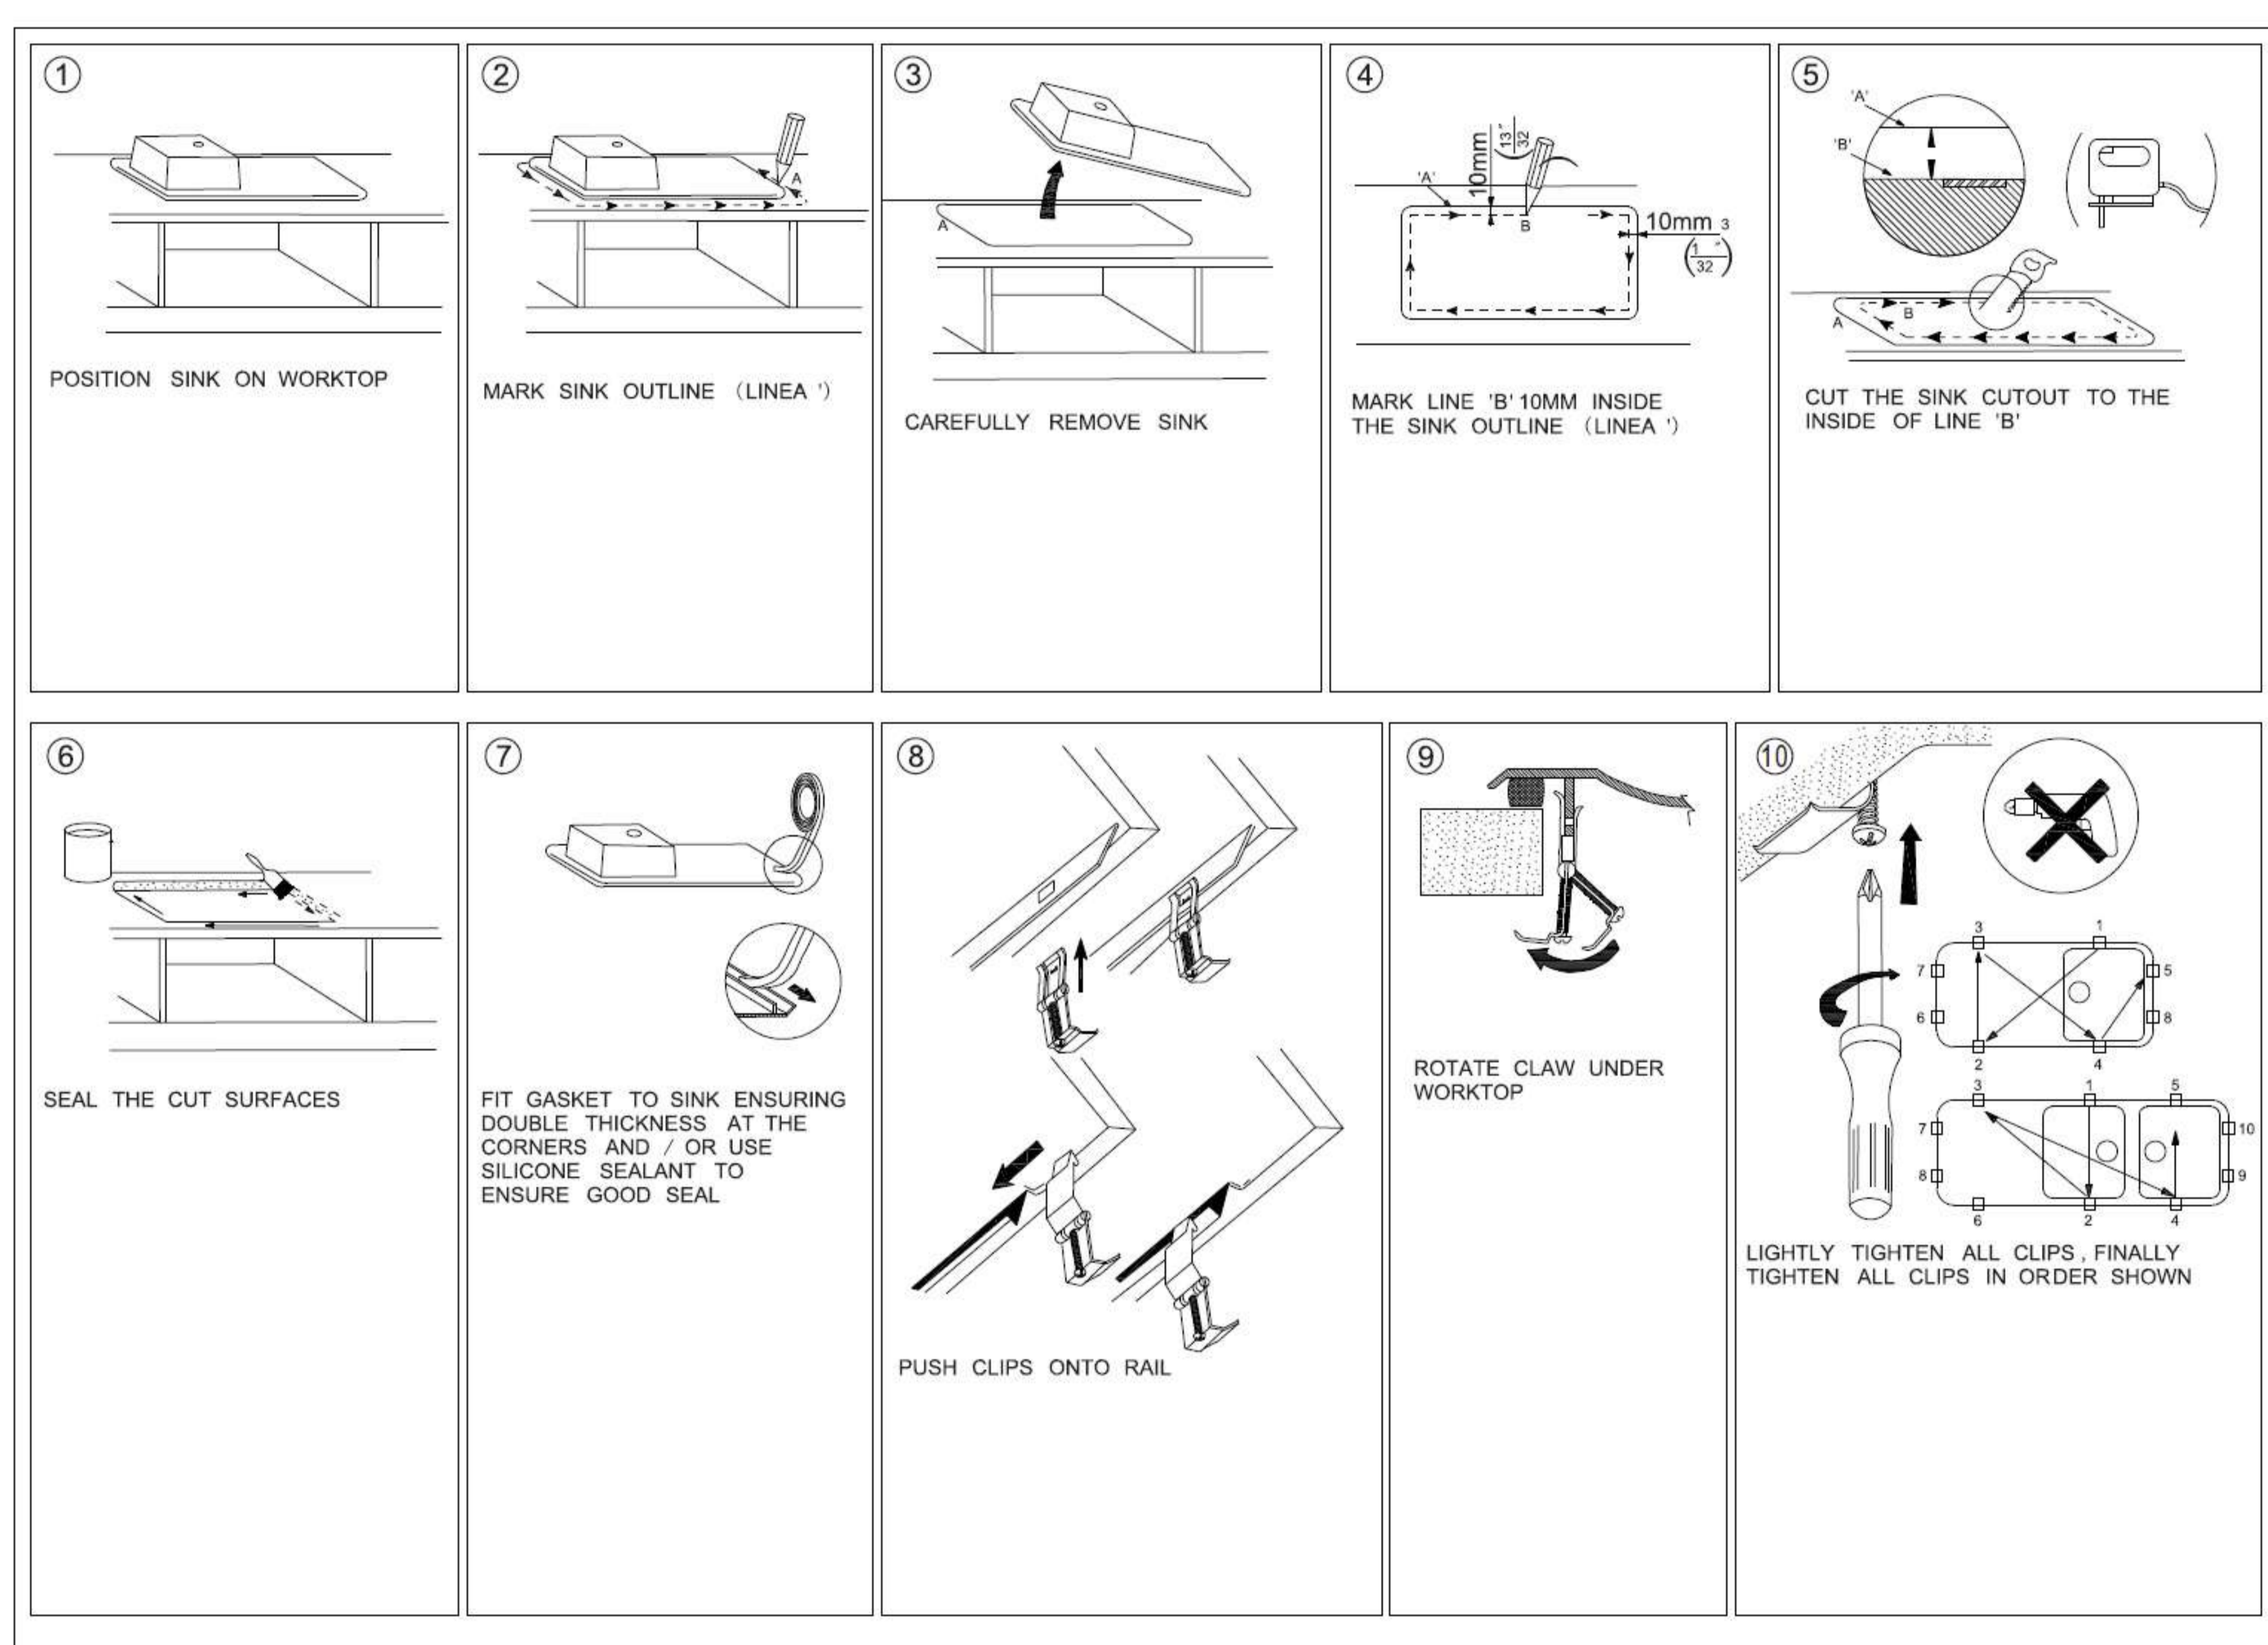 ①
POSITION SINK ON WORKTOP
②
A
MARK SINK OUTLINE (LINEA ')
③
A
CAREFULLY REMOVE SINK
④
10mm
(13"/32)
'A'
B
10mm 3
(1"/32)
MARK LINE 'B' 10MM INSIDE
THE SINK OUTLINE (LINEA ')
⑤
'A'
'B'
A
B
CUT THE SINK CUTOUT TO THE
INSIDE OF LINE 'B'
⑥
SEAL THE CUT SURFACES
⑦
FIT GASKET TO SINK ENSURING
DOUBLE THICKNESS AT THE
CORNERS AND / OR USE
SILICONE SEALANT TO
ENSURE GOOD SEAL
⑧
PUSH CLIPS ONTO RAIL
⑨
ROTATE CLAW UNDER
WORKTOP
⑩
3 1
7 5
6 8
2 4
3 1 5
7 10
8 9
6 2 4
LIGHTLY TIGHTEN ALL CLIPS, FINALLY
TIGHTEN ALL CLIPS IN ORDER SHOWN